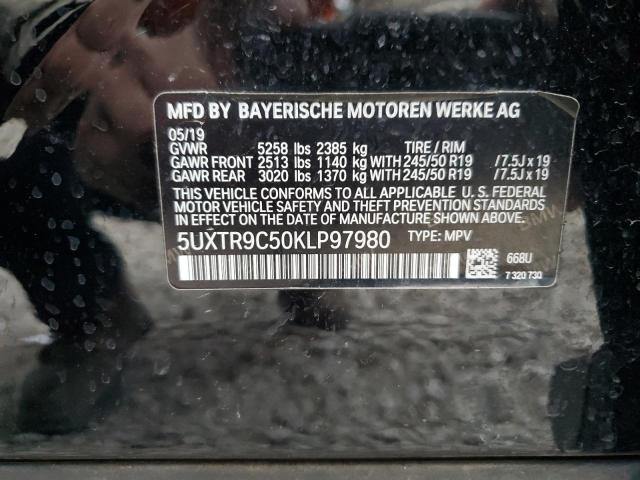 MFD BY BAYERISCHE MOTOREN WERKE AG
05/19
GVWR 5258 lbs 2385 kg TIRE / RIM
GAWR FRONT 2513 lbs 1140 kg WITH 245/50 R19 / 7.5J x 19
GAWR REAR 3020 lbs 1370 kg WITH 245/50 R19 / 7.5J x 19
THIS VEHICLE CONFORMS TO ALL APPLICABLE U. S. FEDERAL
MOTOR VEHICLE SAFETY, BUMPER, AND THEFT PREVENTION STANDARDS
IN EFFECT ON THE DATE OF MANUFACTURE SHOWN ABOVE.
5UXTR9C50KLP97980 TYPE: MPV
668U
7 320 730
BMW